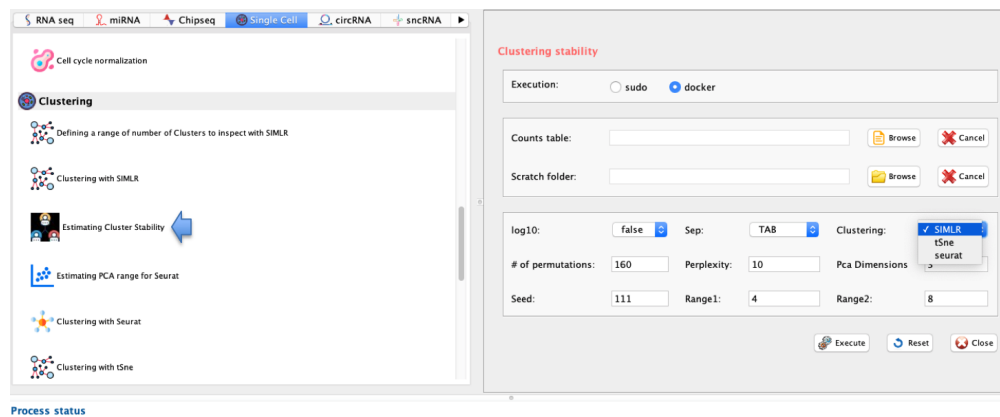 RNA seq miRNA Chipseq Single Cell circRNA sncRNA
Cell cycle normalization
Clustering
Defining a range of number of Clusters to inspect with SIMLR
Clustering with SIMLR
Estimating Cluster Stability
Estimating PCA range for Seurat
Clustering with Seurat
Clustering with tSne
Clustering stability
Execution: sudo docker
Counts table: Browse Cancel
Scratch folder: Browse Cancel
log10: false Sep: TAB Clustering: ✓ SIMLR
tSne
seurat
# of permutations: 160 Perplexity: 10 Pca Dimensions
Seed: 111 Range1: 4 Range2: 8
Execute Reset Close
Process status